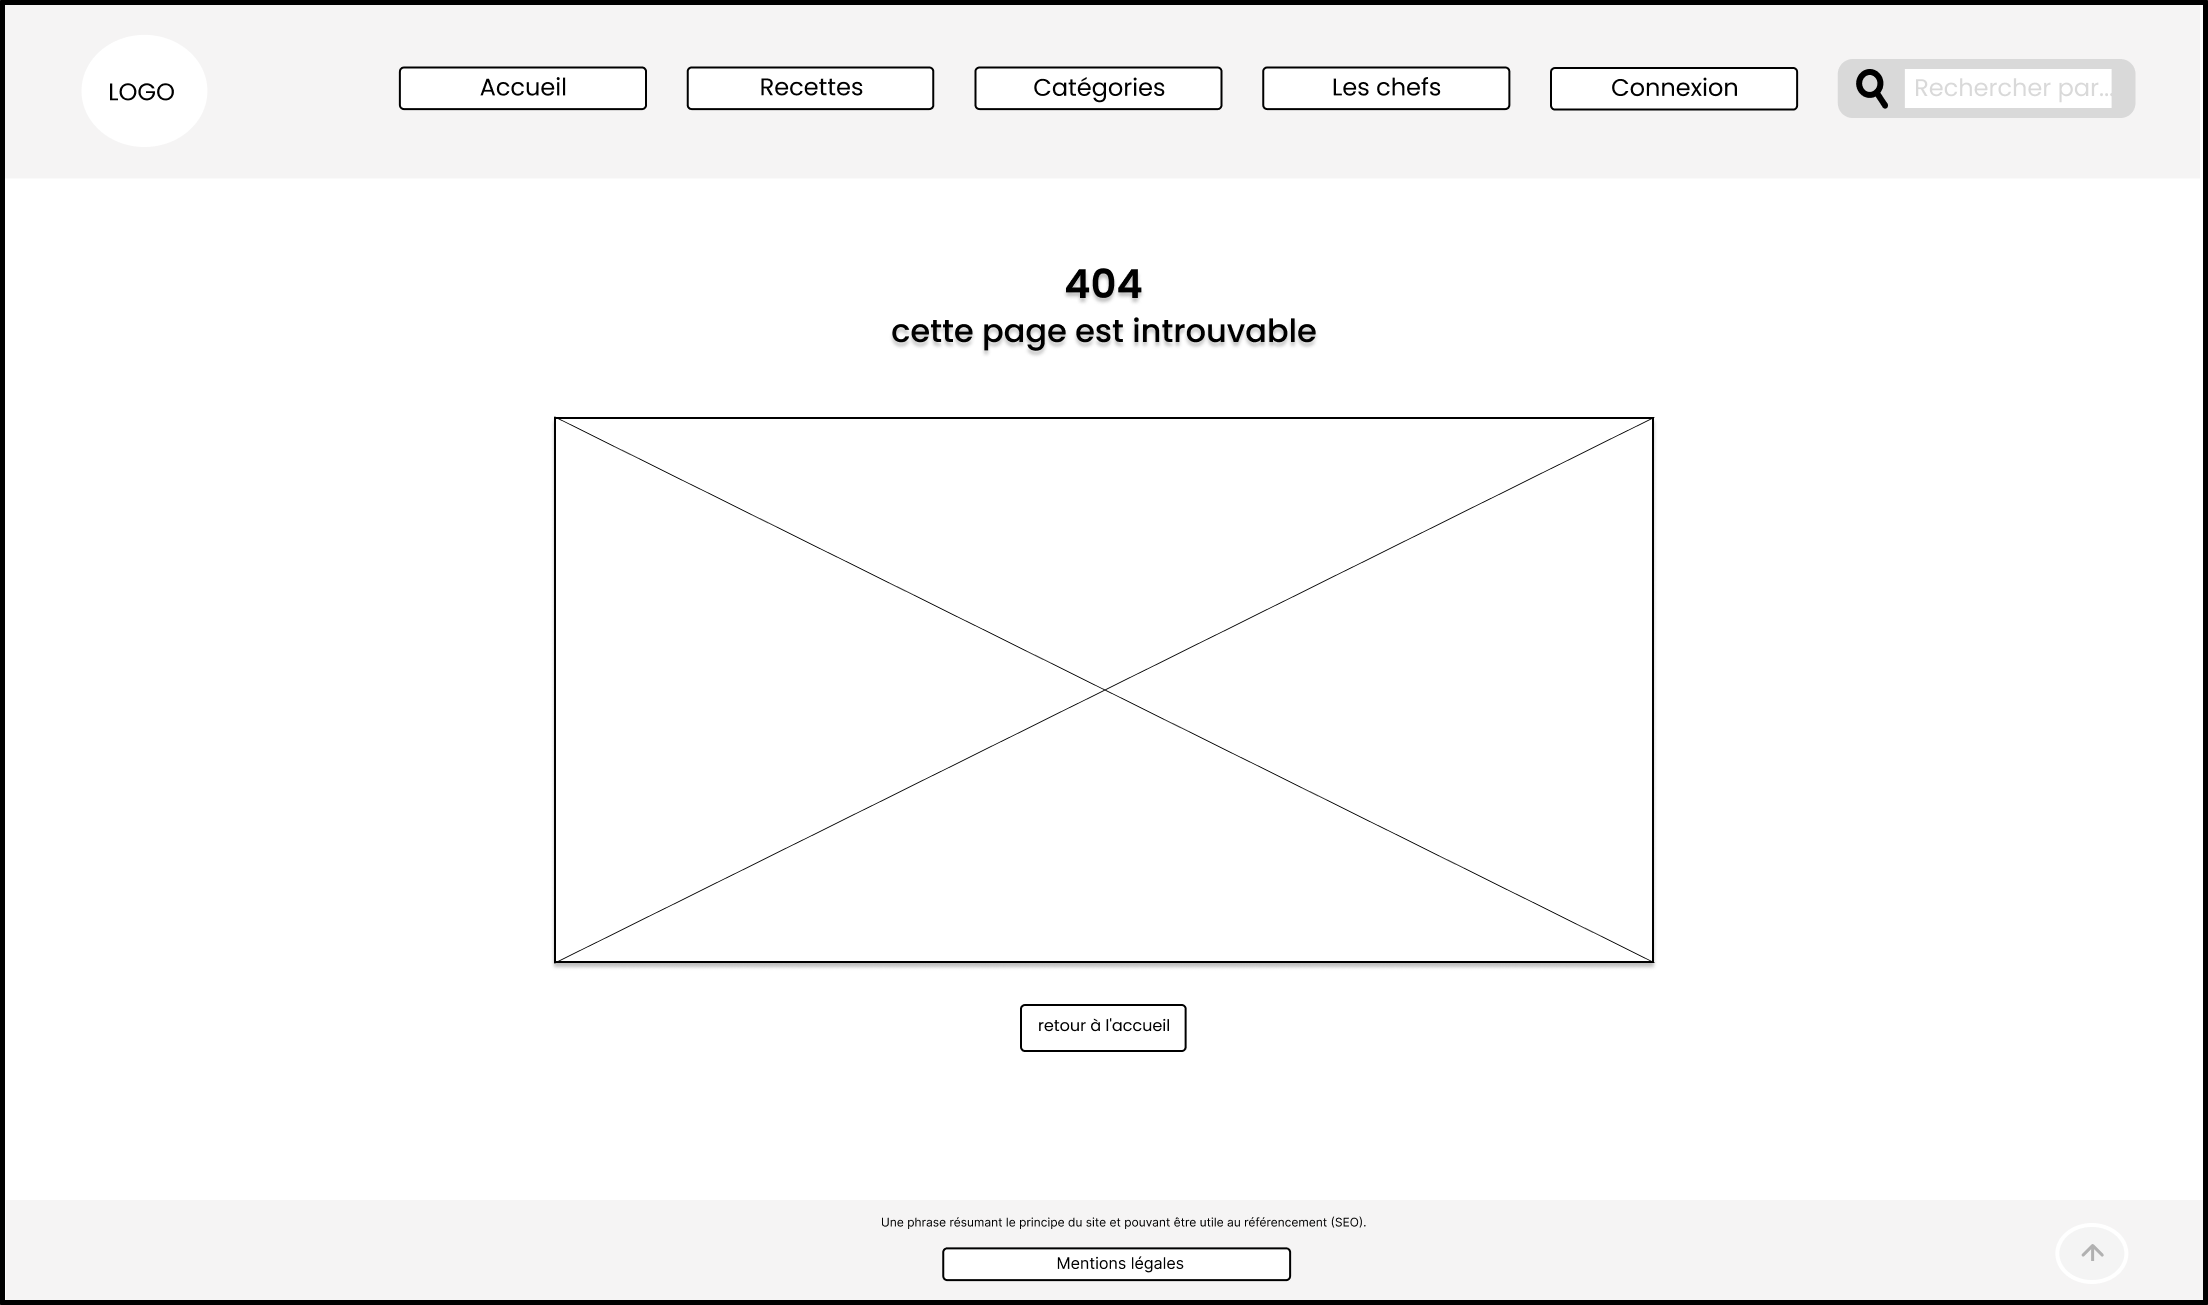 LOGO
Accueil
Recettes
Catégories
Les chefs
Connexion
Rechercher par...
404
cette page est introuvable
retour à l'accueil
Une phrase résumant le principe du site et pouvant être utile au référencement (SEO).
Mentions légales